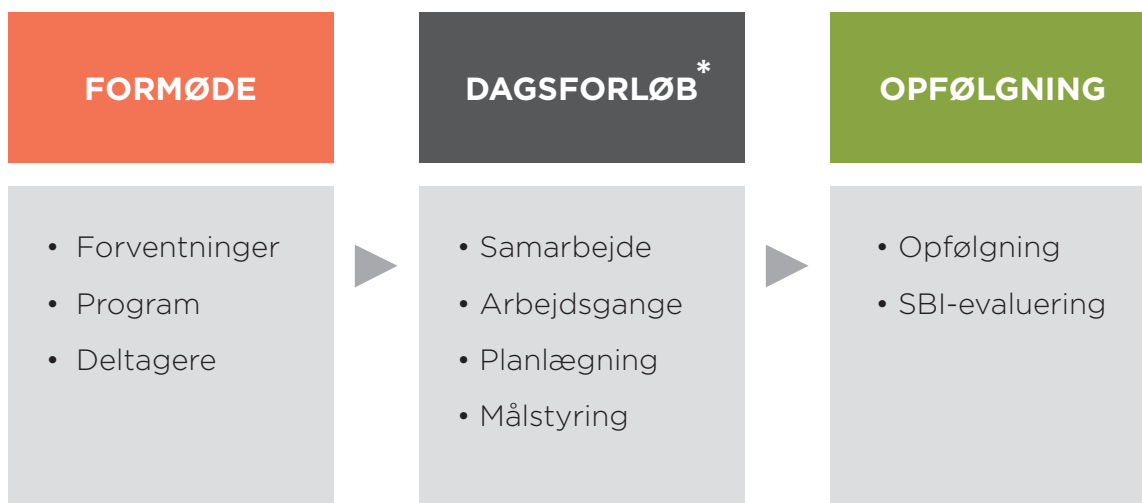 FORMØDE
• Forventninger
• Program
• Deltagere
DAGSFORLØB*
• Samarbejde
• Arbejdsgange
• Planlægning
• Målstyring
OPFØLGNING
• Opfølgning
• SBI-evaluering